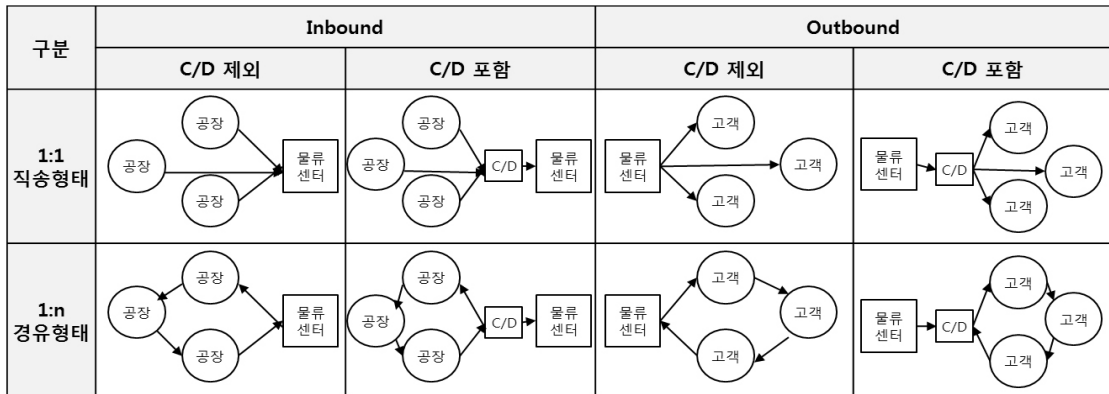 구분
Inbound
Outbound
C/D 제외
C/D 포함
C/D 제외
C/D 포함
1:1
직송형태
공장
공장
공장
물류
센터
공장
공장
공장
C/D
물류
센터
물류
센터
고객
고객
고객
물류
센터
C/D
고객
고객
고객
1:n
경유형태
공장
공장
공장
물류
센터
공장
공장
공장
C/D
물류
센터
물류
센터
고객
고객
고객
물류
센터
C/D
고객
고객
고객